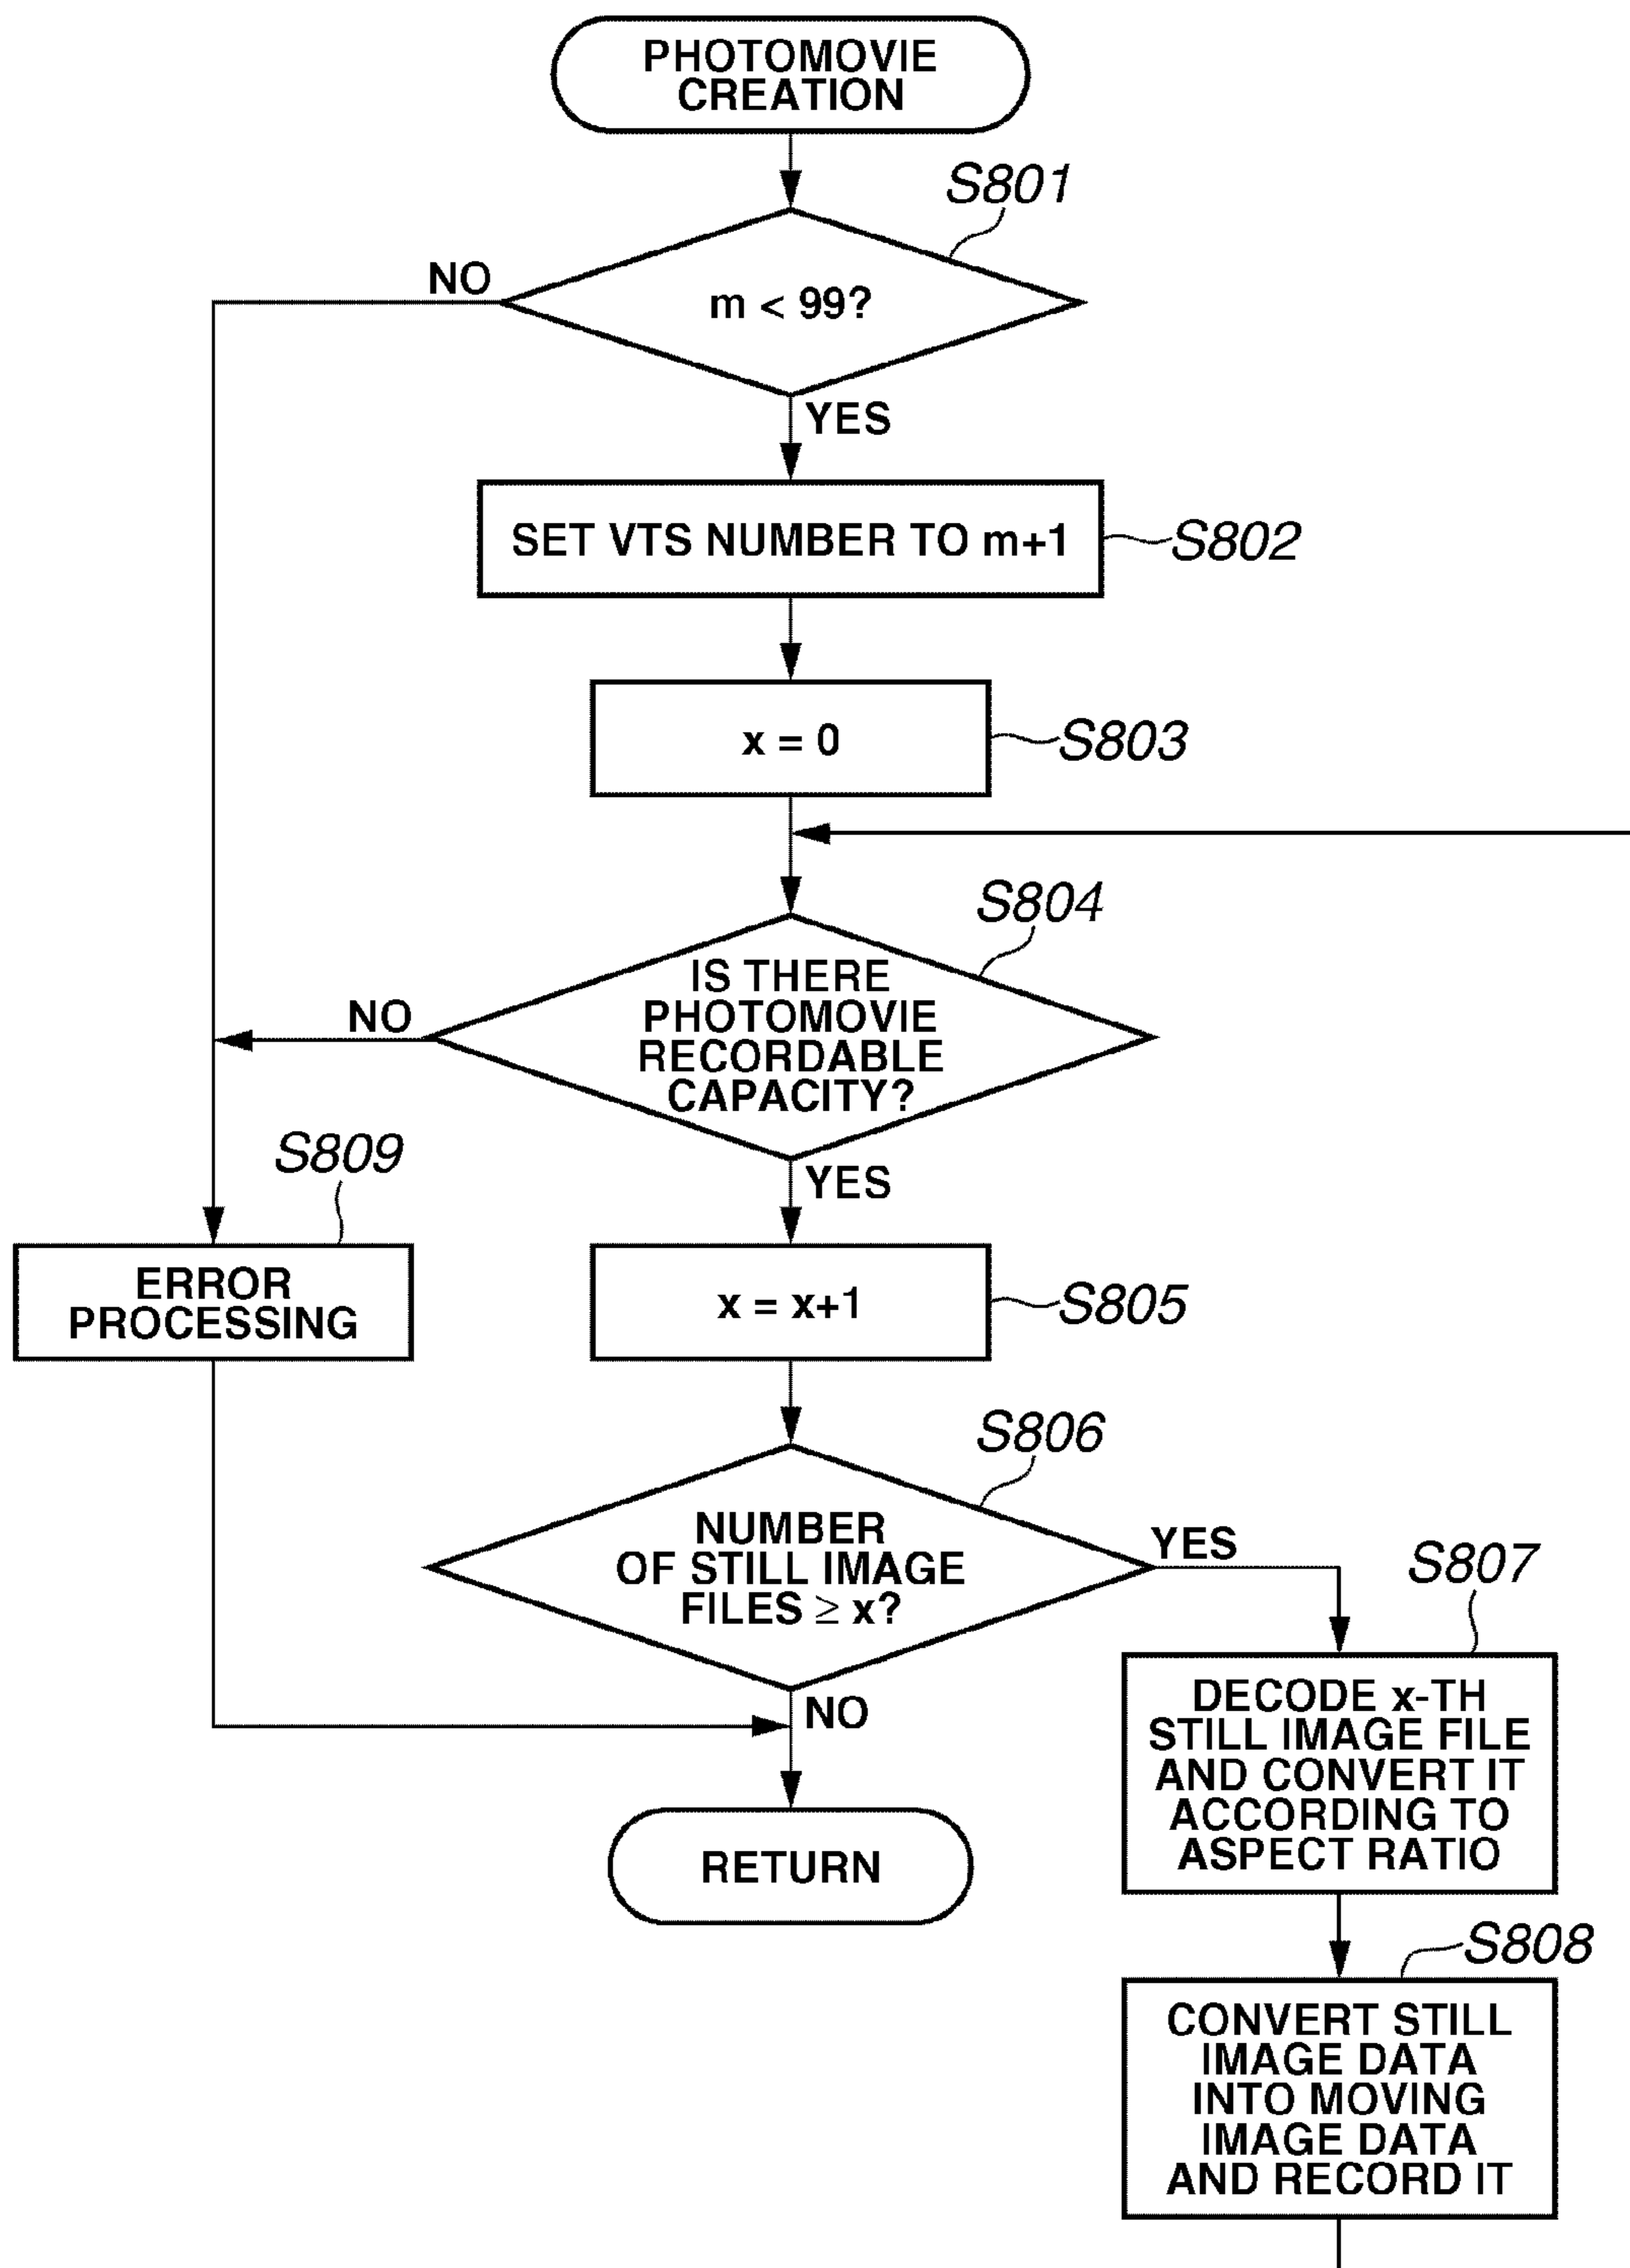 PHOTOMOVIE
CREATION
S801
NO
m < 99?
YES
SET VTS NUMBER TO m+1
S802
x = 0
S803
S804
IS THERE
PHOTOMOVIE
RECORDABLE
CAPACITY?
NO
YES
S809
ERROR
PROCESSING
x = x+1
S805
S806
NUMBER
OF STILL IMAGE
FILES ≥ x?
YES
NO
S807
DECODE x-TH
STILL IMAGE FILE
AND CONVERT IT
ACCORDING TO
ASPECT RATIO
RETURN
S808
CONVERT STILL
IMAGE DATA
INTO MOVING
IMAGE DATA
AND RECORD IT